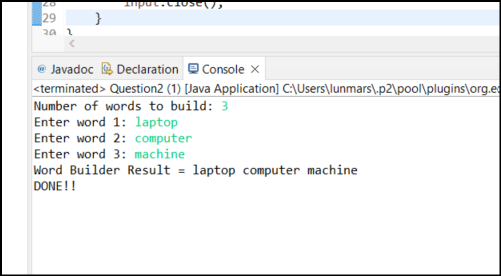 28 input.close();
29 }
30 }
@ Javadoc Declaration Console
<terminated> Question2 (1) [Java Application] C:\Users\lunmars\.p2\pool\plugins\org.ec
Number of words to build: 3
Enter word 1: laptop
Enter word 2: computer
Enter word 3: machine
Word Builder Result = laptop computer machine
DONE!!